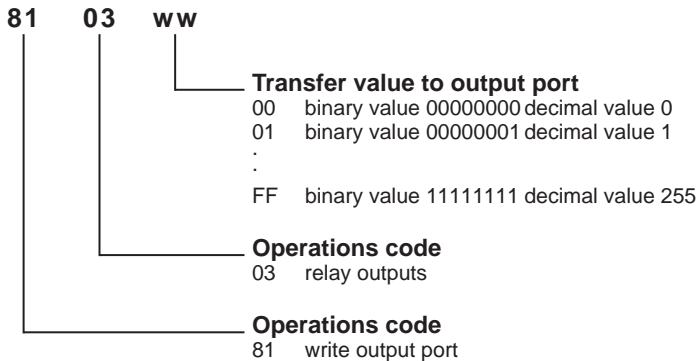 81 03 ww
Transfer value to output port
00 binary value 00000000 decimal value 0
01 binary value 00000001 decimal value 1
.
.
FF binary value 11111111 decimal value 255
Operations code
03 relay outputs
Operations code
81 write output port